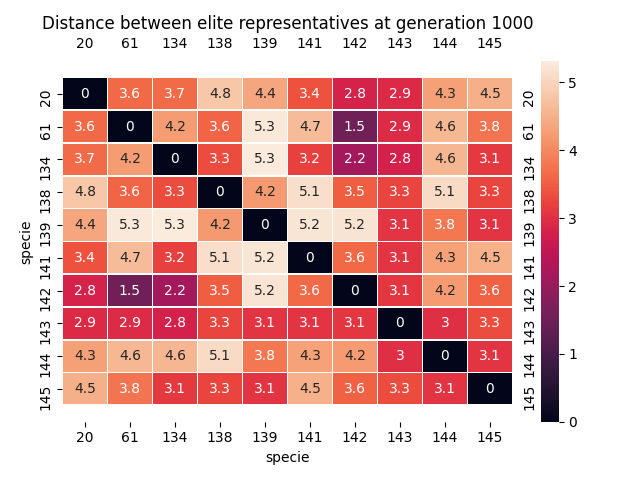 Distance between elite representatives at generation 1000
20 61 134 138 139 141 142 143 144 145
20 0 3.6 3.7 4.8 4.4 3.4 2.8 2.9 4.3 4.5 20
61 3.6 0 4.2 3.6 5.3 4.7 1.5 2.9 4.6 3.8 61
134 3.7 4.2 0 3.3 5.3 3.2 2.2 2.8 4.6 3.1 134
138 4.8 3.6 3.3 0 4.2 5.1 3.5 3.3 5.1 3.3 138
139 4.4 5.3 5.3 4.2 0 5.2 5.2 3.1 3.8 3.1 139
141 3.4 4.7 3.2 5.1 5.2 0 3.6 3.1 4.3 4.5 141
142 2.8 1.5 2.2 3.5 5.2 3.6 0 3.1 4.2 3.6 142
143 2.9 2.9 2.8 3.3 3.1 3.1 3.1 0 3 3.3 143
144 4.3 4.6 4.6 5.1 3.8 4.3 4.2 3 0 3.1 144
145 4.5 3.8 3.1 3.3 3.1 4.5 3.6 3.3 3.1 0 145
20 61 134 138 139 141 142 143 144 145
specie
specie
5
4
3
2
1
0